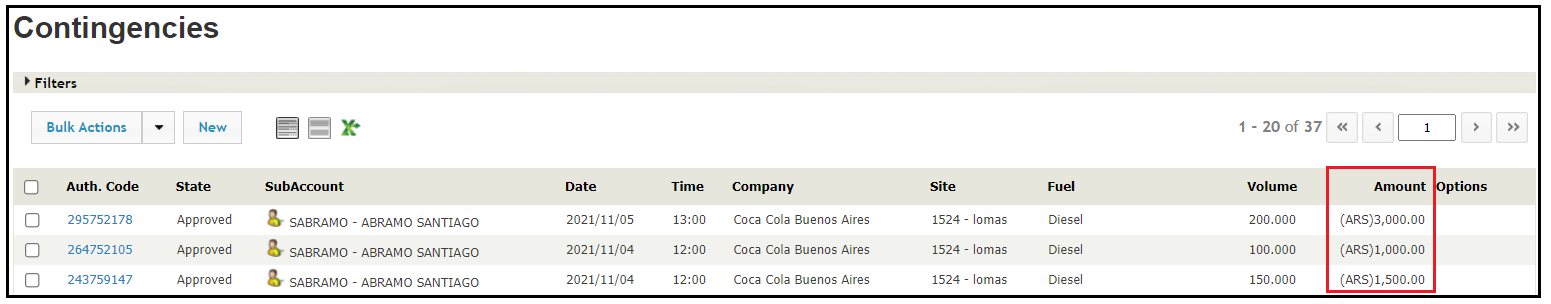 Contingencies
Filters
Bulk Actions New 1 - 20 of 37 « ‹ 1 › »
Auth. Code State SubAccount Date Time Company Site Fuel Volume Amount Options
295752178 Approved SABRAMO - ABRAMO SANTIAGO 2021/11/05 13:00 Coca Cola Buenos Aires 1524 - lomas Diesel 200.000 (ARS)3,000.00
264752105 Approved SABRAMO - ABRAMO SANTIAGO 2021/11/04 12:00 Coca Cola Buenos Aires 1524 - lomas Diesel 100.000 (ARS)1,000.00
243759147 Approved SABRAMO - ABRAMO SANTIAGO 2021/11/04 12:00 Coca Cola Buenos Aires 1524 - lomas Diesel 150.000 (ARS)1,500.00